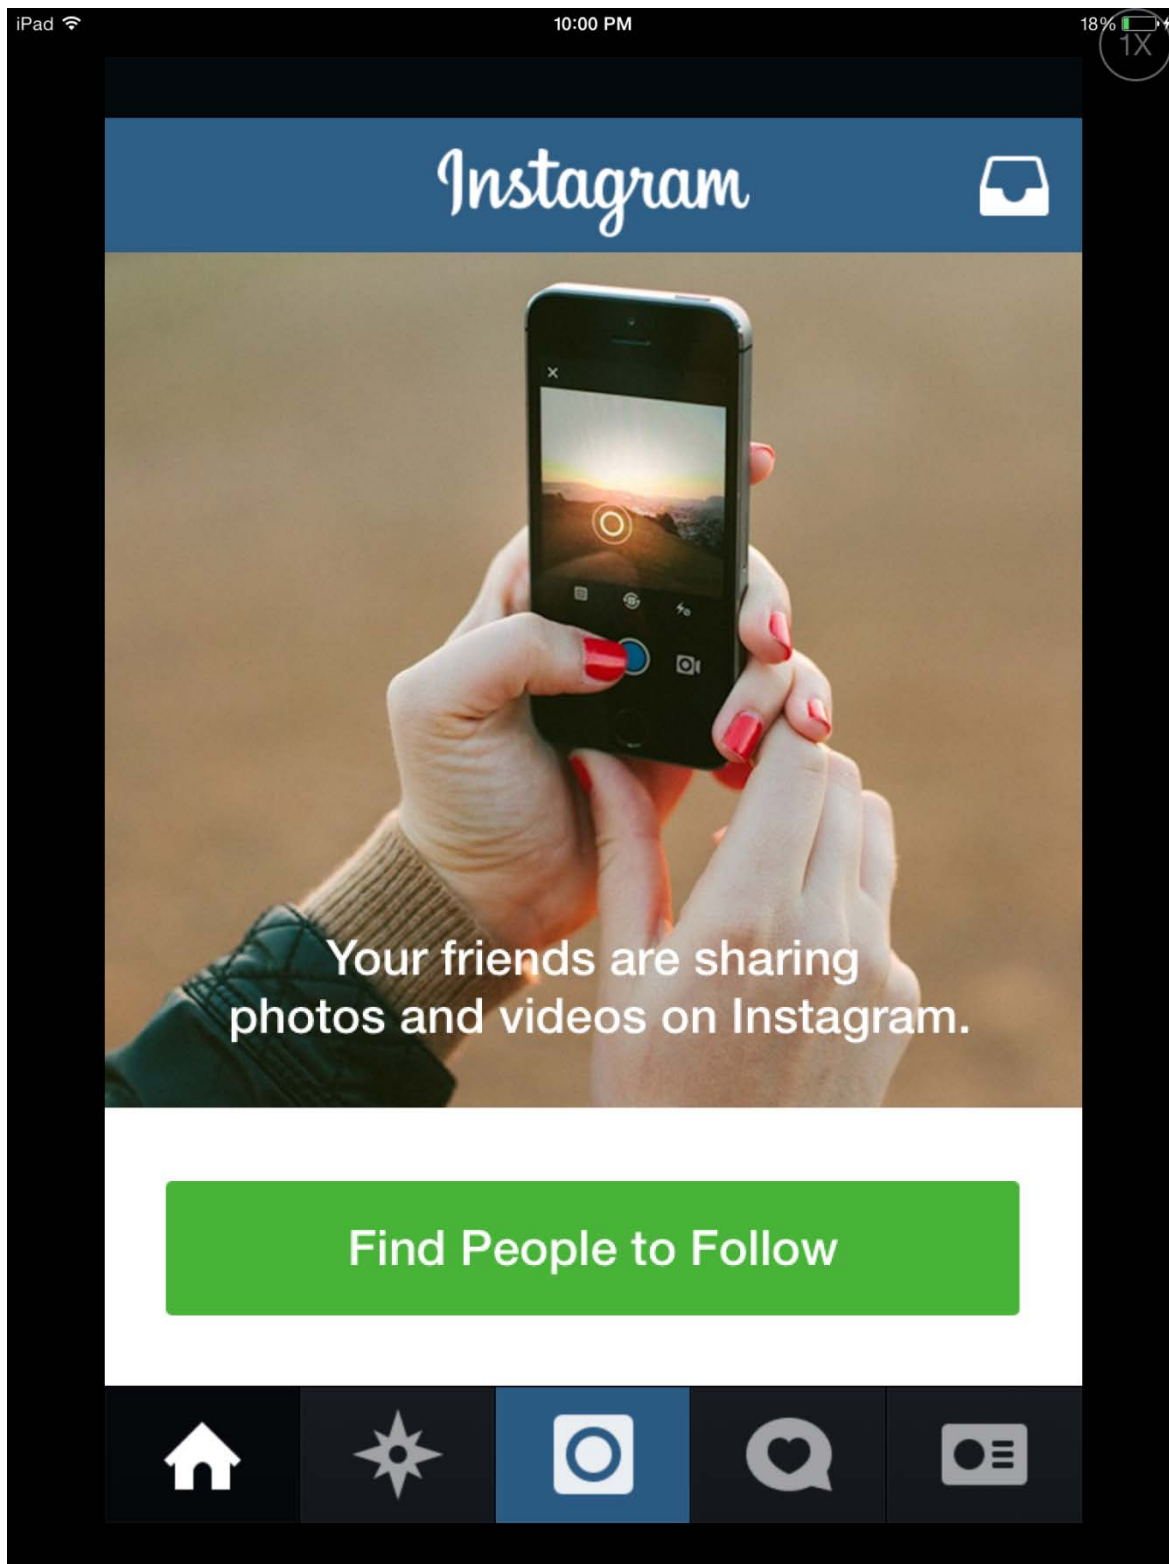 iPad
10:00 PM
18%
1X
Instagram
Your friends are sharing
photos and videos on Instagram.
Find People to Follow